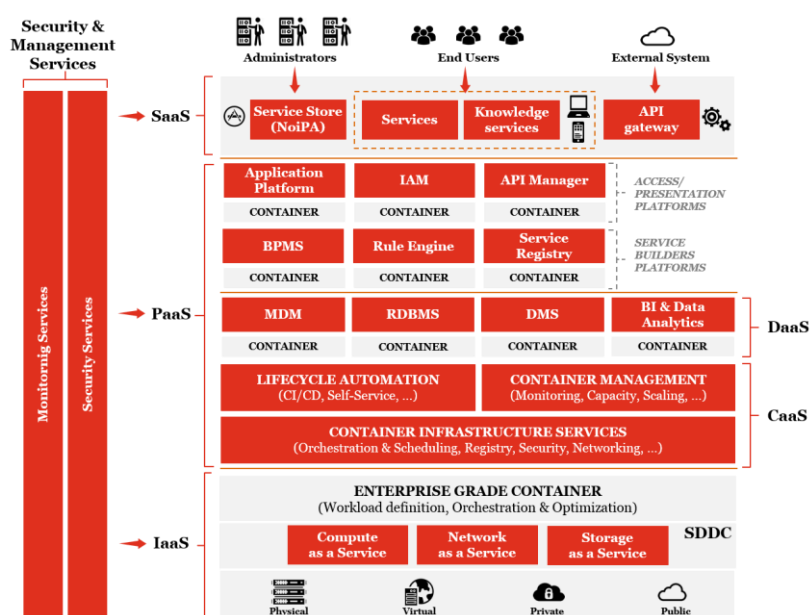 Security &
Management
Services
Administrators
End Users
External System
SaaS
Service Store
(NoiPA)
Services
Knowledge
services
API
gateway
Application
Platform
IAM
API Manager
CONTAINER
CONTAINER
CONTAINER
ACCESS/
PRESENTATION
PLATFORMS
BPMS
Rule Engine
Service
Registry
CONTAINER
CONTAINER
CONTAINER
SERVICE
BUILDERS
PLATFORMS
PaaS
MDM
RDBMS
DMS
BI & Data
Analytics
CONTAINER
CONTAINER
CONTAINER
CONTAINER
DaaS
Monitornig Services
Security Services
LIFECYCLE AUTOMATION
(CI/CD, Self-Service, ...)
CONTAINER MANAGEMENT
(Monitoring, Capacity, Scaling, ...)
CaaS
CONTAINER INFRASTRUCTURE SERVICES
(Orchestration & Scheduling, Registry, Security, Networking, ...)
ENTERPRISE GRADE CONTAINER
(Workload definition, Orchestration & Optimization)
IaaS
Compute
as a Service
Network
as a Service
Storage
as a Service
SDDC
Physical
Virtual
Private
Public